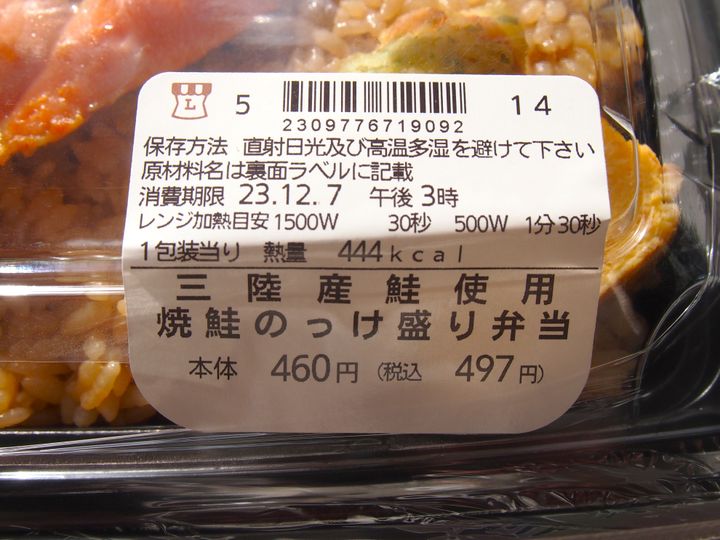 L 5 14
2309776719092
保存方法 直射日光及び高温多湿を避けて下さい
原材料名は裏面ラベルに記載
消費期限 23.12.7 午後3時
レンジ加熱目安1500W 30秒 500W 1分30秒
1包装当り 熱量 444kcal
三陸産鮭使用
焼鮭のっけ盛り弁当
本体 460円 (税込 497円)